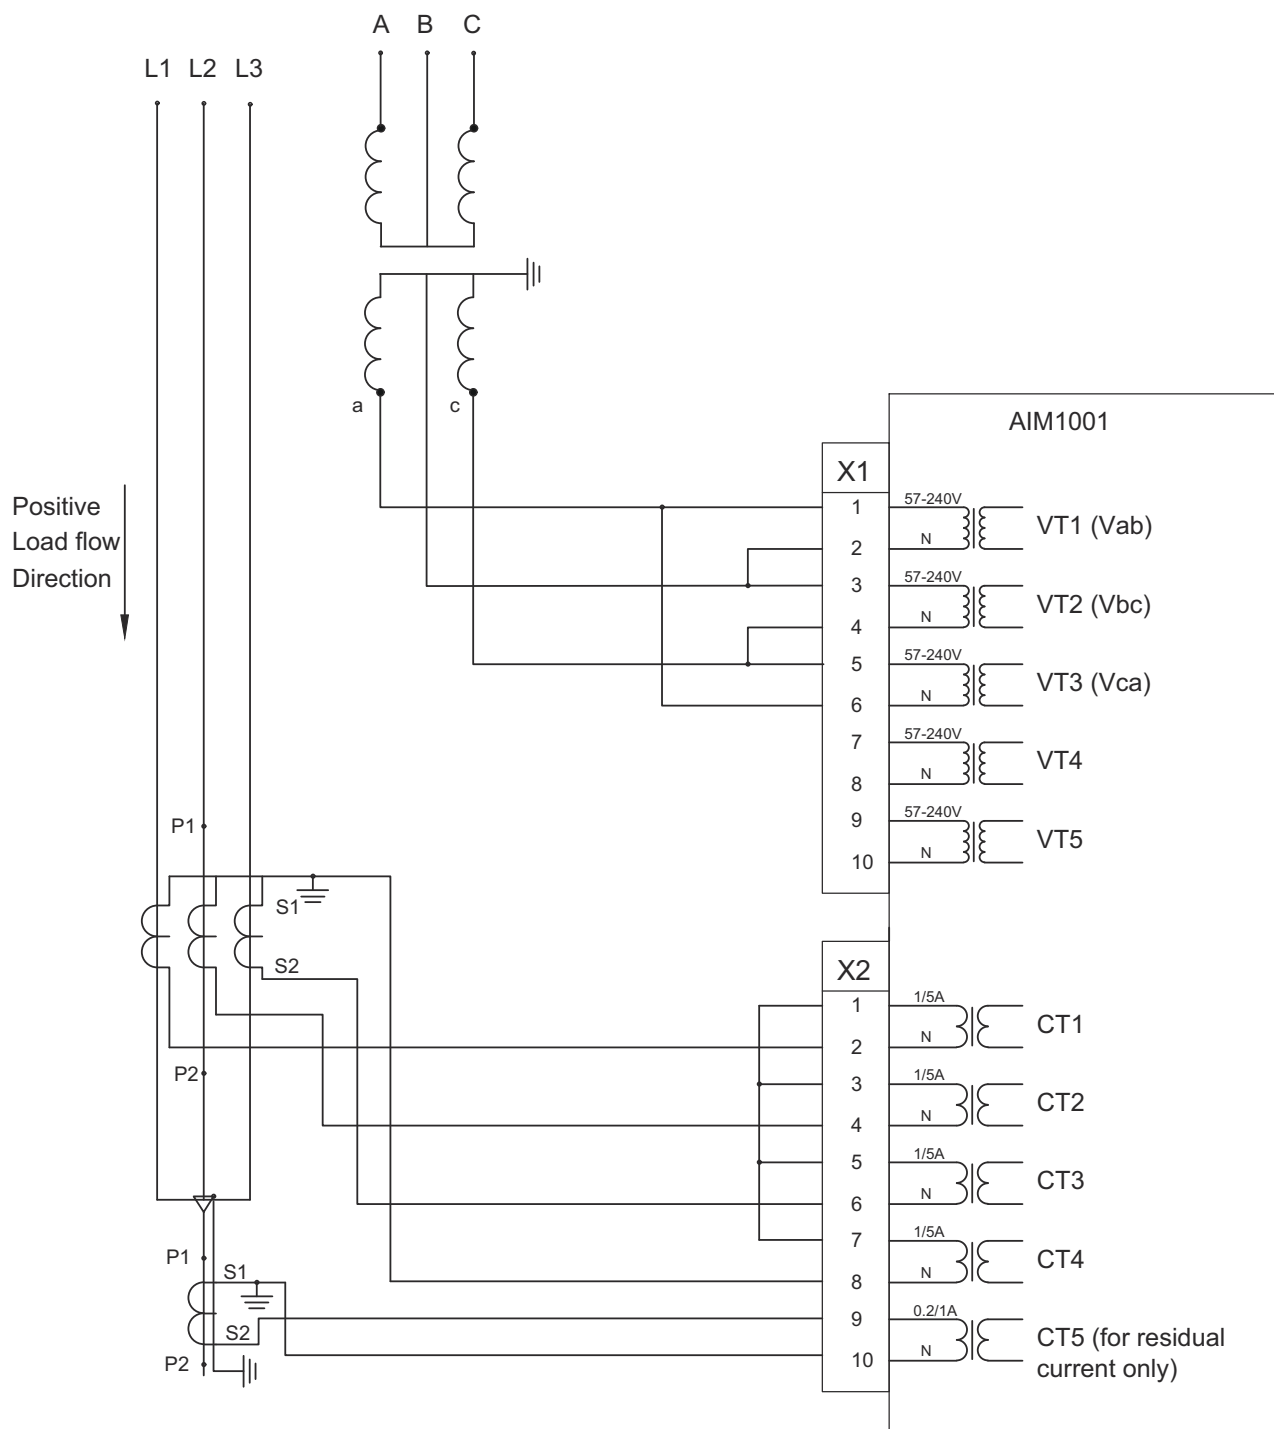 A B C
L1 L2 L3
a c
AIM1001
Positive
Load flow
Direction
X1
1 57-240V
VT1 (Vab)
2 N
3 57-240V
VT2 (Vbc)
4 N
5 57-240V
VT3 (Vca)
6 N
7 57-240V
VT4
8 N
9 57-240V
VT5
10 N
P1
S1
S2
P2
X2
1 1/5A
CT1
2 N
3 1/5A
CT2
4 N
5 1/5A
CT3
6 N
7 1/5A
CT4
8 N
9 0.2/1A
CT5 (for residual
10 N
current only)
P1
S1
S2
P2